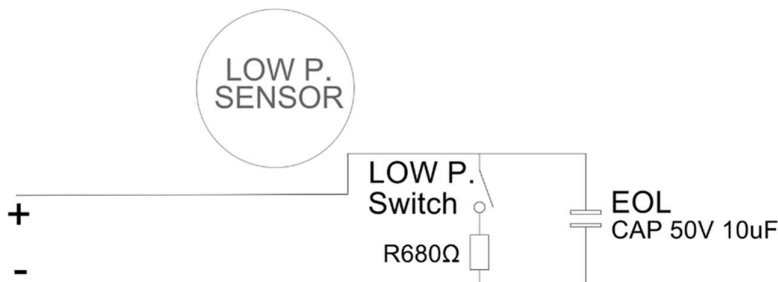 LOW P.
SENSOR
LOW P.
Switch
EOL
CAP 50V 10uF
+
R680Ω
-